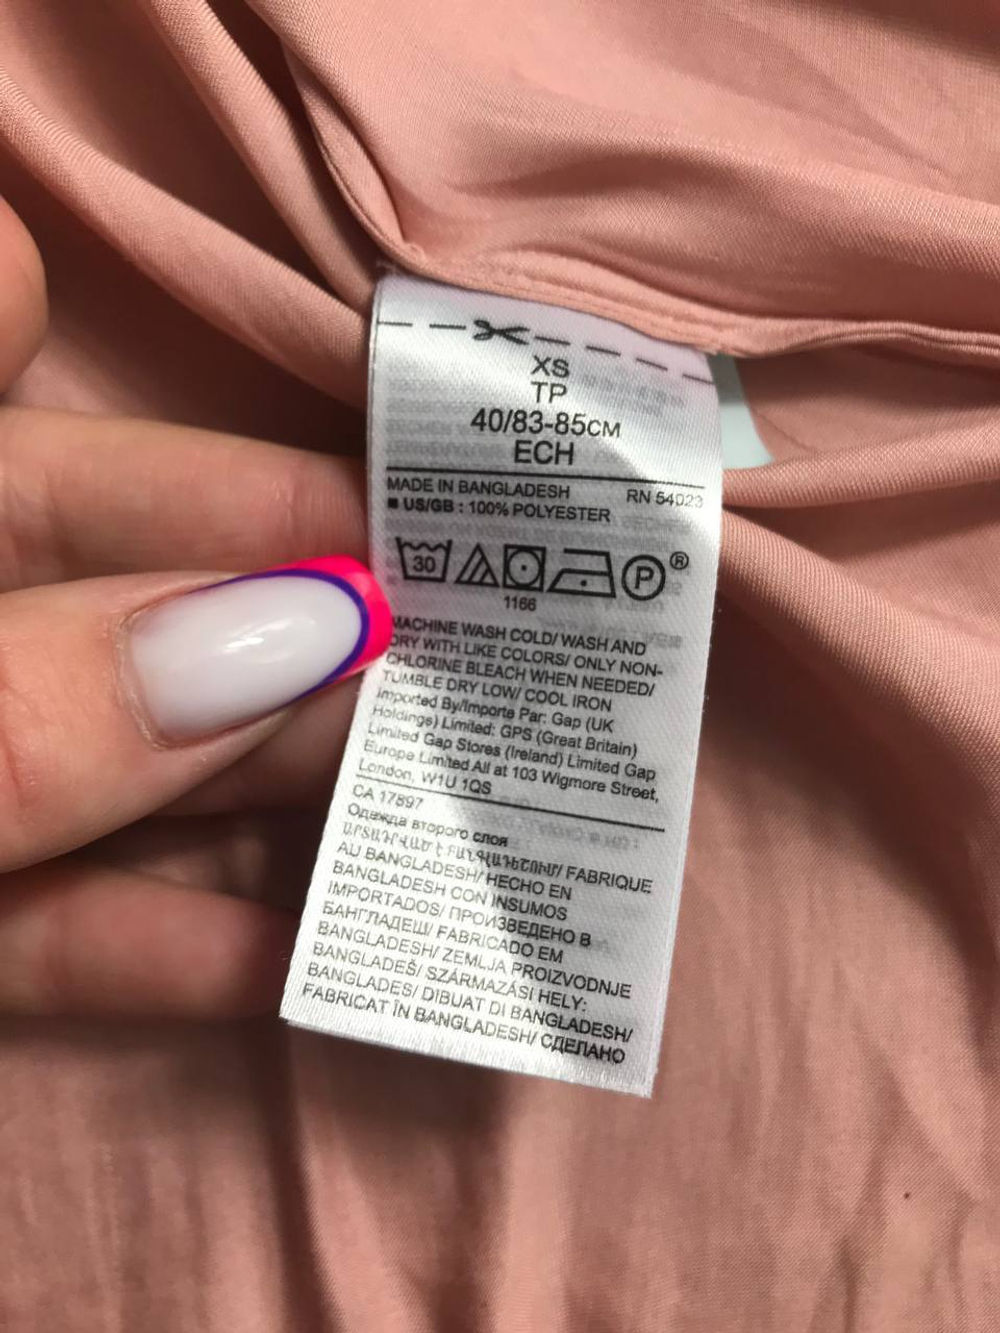 XS
TP
40/83-85СМ
ECH
MADE IN BANGLADESH RN 54023
■ US/GB : 100% POLYESTER
30 P ®
1166
MACHINE WASH COLD/ WASH AND
DRY WITH LIKE COLORS/ ONLY NON-
CHLORINE BLEACH WHEN NEEDED/
TUMBLE DRY LOW/ COOL IRON
Imported By/Importe Par: Gap (UK
Holdings) Limited: GPS (Great Britain)
Limited Gap Stores (Ireland) Limited Gap
Europe Limited All at 103 Wigmore Street,
London, W1U 1QS
CA 17897
Одежда второго слоя
ԱՐՏԱԴՐՎԱԾ Է ԲԱՆԳԼԱԴԵՇՈՒՄ/ FABRIQUE
AU BANGLADESH/ HECHO EN
BANGLADESH CON INSUMOS
IMPORTADOS/ ПРОИЗВЕДЕНО В
БАНГЛАДЕШ/ FABRICADO EM
BANGLADESH/ ZEMLJA PROIZVODNJE
BANGLADEŠ/ SZÁRMAZÁSI HELY:
BANGLADES/ DIBUAT DI BANGLADESH/
FABRICAT ÎN BANGLADESH/ СДЕЛАНО